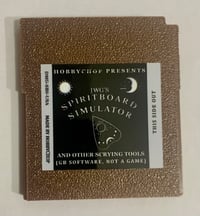 HOBBYCHOP PRESENTS
JWG'S
SPIRITBOARD
SIMULATOR
AND OTHER SCRYING TOOLS
[GB SOFTWARE, NOT A GAME]
THIS SIDE OUT
MADE BY HOBBYCHOP